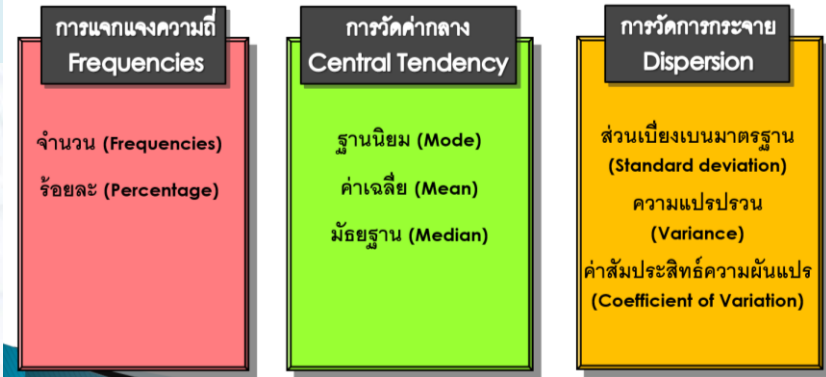 การแจกแจงความถี่
Frequencies
จำนวน (Frequencies)
ร้อยละ (Percentage)
การวัดค่ากลาง
Central Tendency
ฐานนิยม (Mode)
ค่าเฉลี่ย (Mean)
มัธยฐาน (Median)
การวัดการกระจาย
Dispersion
ส่วนเบี่ยงเบนมาตรฐาน
(Standard deviation)
ความแปรปรวน
(Variance)
ค่าสัมประสิทธ์ความผันแปร
(Coefficient of Variation)